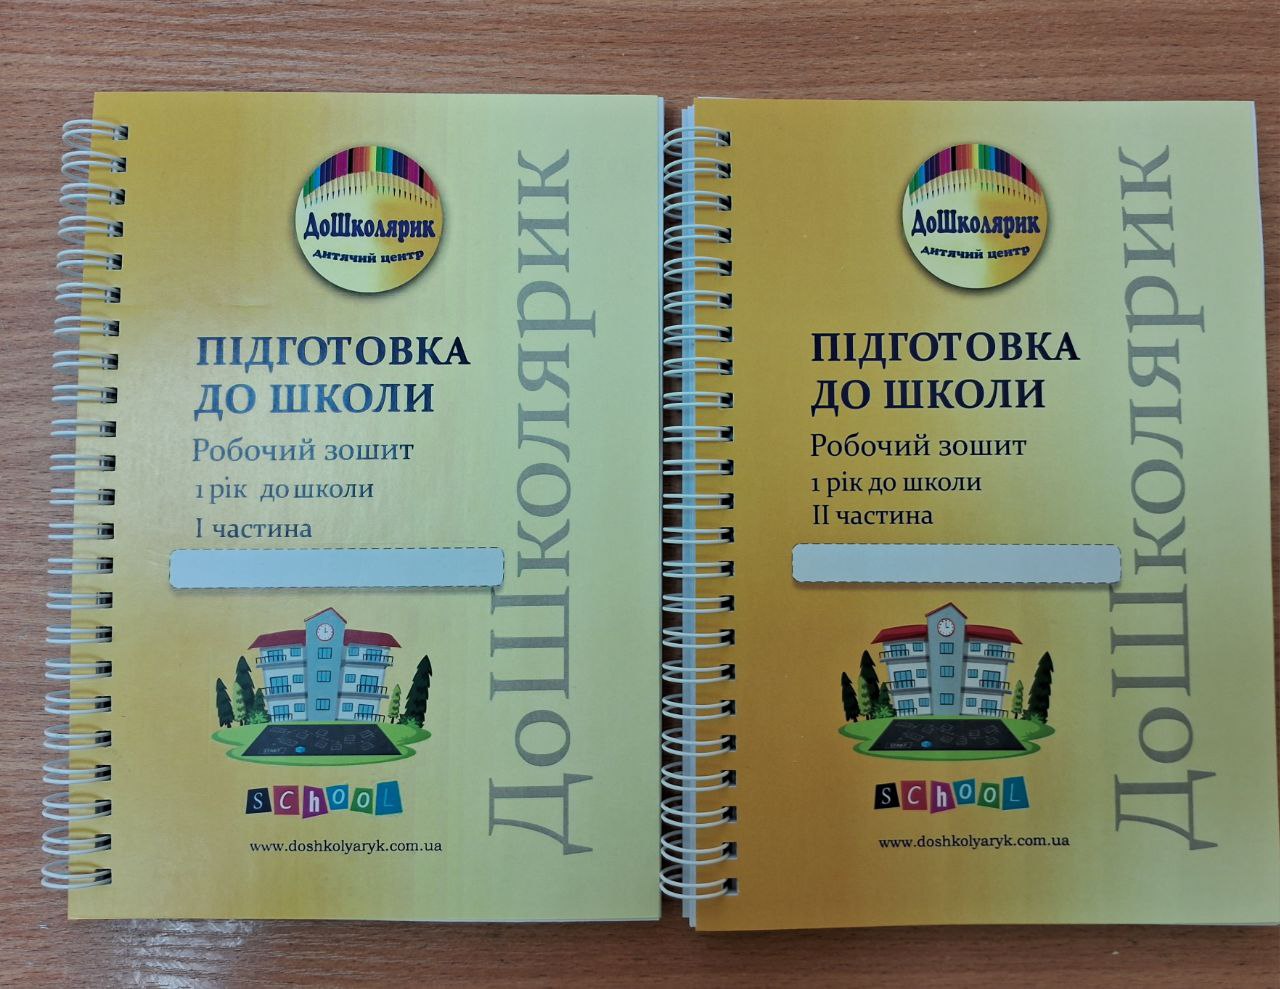 ДоШколярик
дитячий центр
ПІДГОТОВКА
ДО ШКОЛИ
Робочий зошит
1 рік до школи
I частина
START
SChOOL
www.doshkolyaryk.com.ua
ДоШколярик
ДоШколярик
дитячий центр
ПІДГОТОВКА
ДО ШКОЛИ
Робочий зошит
1 рік до школи
II частина
START
SChOOL
www.doshkolyaryk.com.ua
ДоШколярик